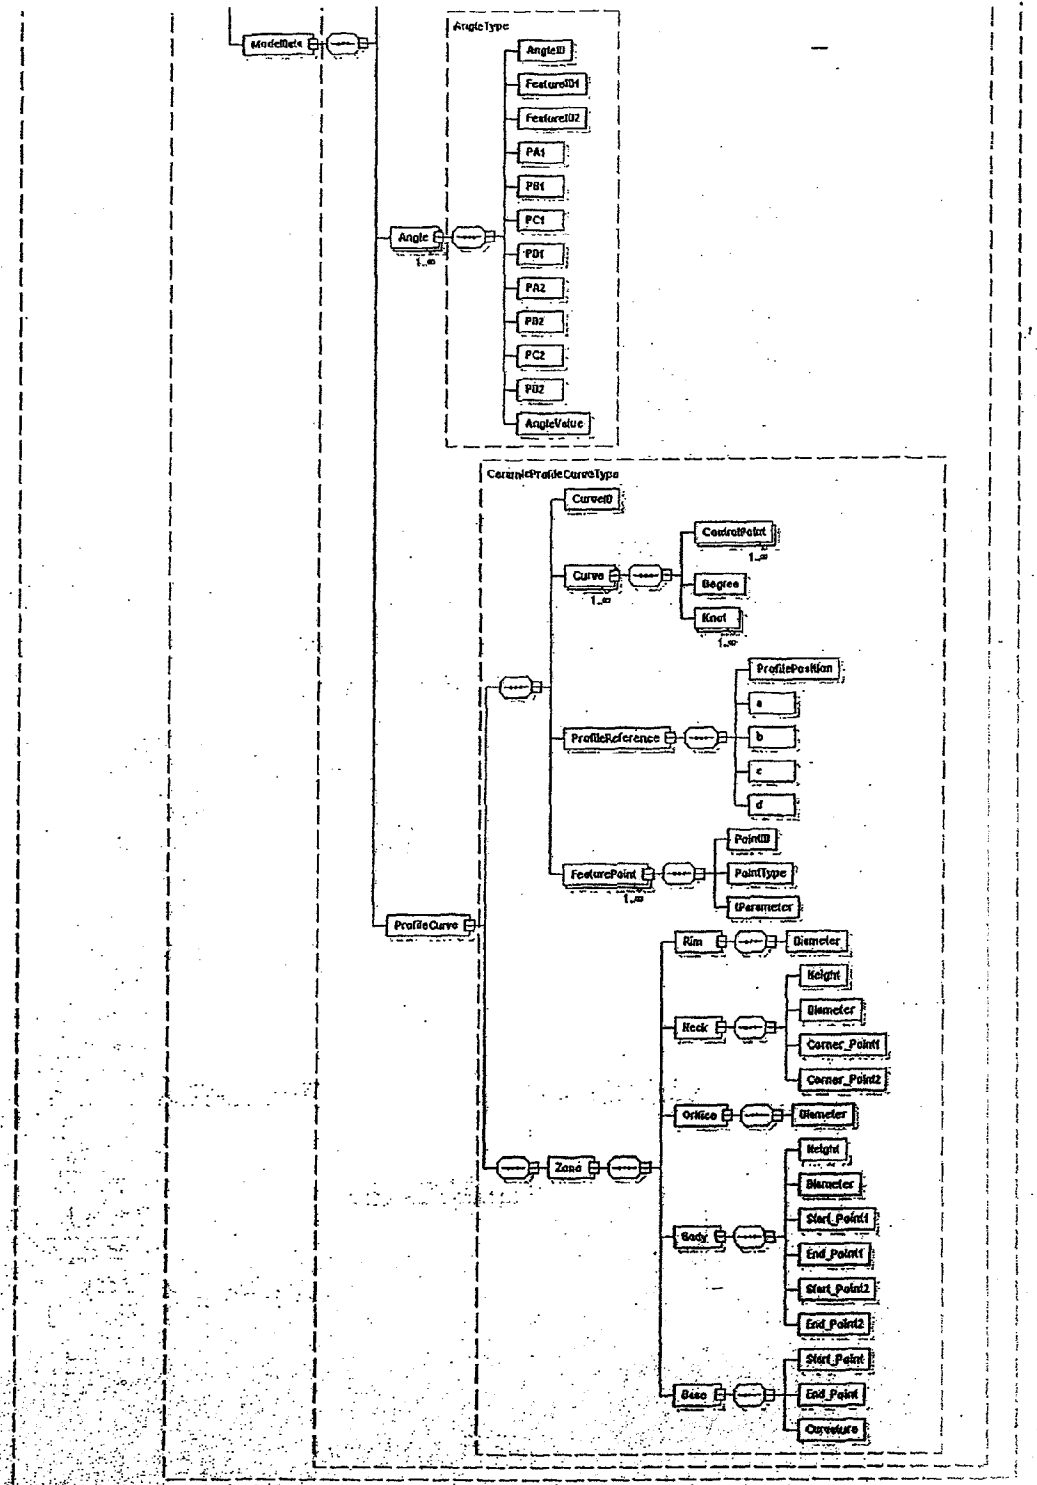 AngleType
ModelData
AngleID
FeatureID1
FeatureID2
PA1
PB1
PC1
PD1
PA2
PB2
PC2
PD2
AngleValue
Angle
1..∞
CeramicProfileCurveType
CurveID
Curve
1..∞
ControlPoint
1..∞
Degree
Knot
1..∞
ProfileReference
ProfilePosition
a
b
c
d
FeaturePoint
1..∞
PointID
PointType
tParameter
ProfileCurve
Rim
Diameter
Neck
Height
Diameter
Corner_Point1
Corner_Point2
Orifice
Diameter
Zone
Body
Height
Diameter
Start_Point1
End_Point1
Start_Point2
End_Point2
Base
Start_Point
End_Point
Curvature